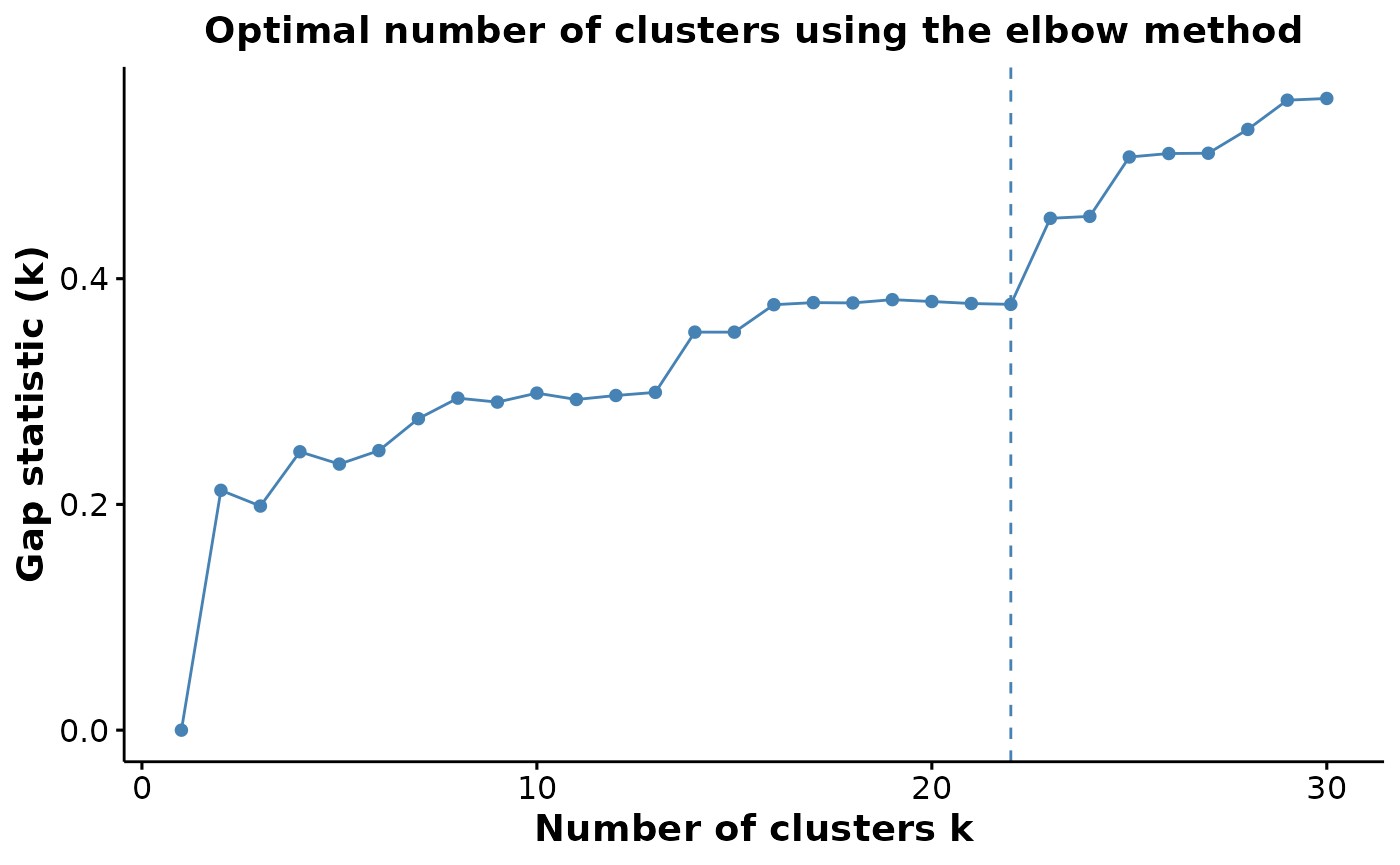 Optimal number of clusters using the elbow method
Gap statistic (k)
0.4
0.2
0.0
0 10 20 30
Number of clusters k